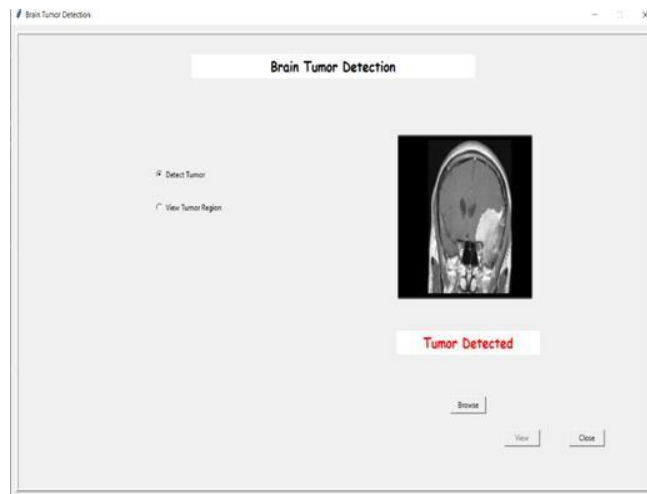 Brain Tumor Detection
Brain Tumor Detection
Detect Tumor
View Tumor Region
Tumor Detected
Browse
View
Close